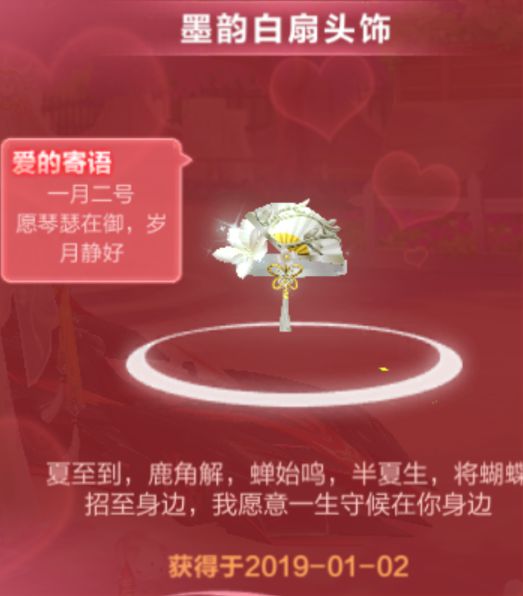 墨韵白扇头饰
爱的寄语
一月二号
愿琴瑟在御，岁
月静好
夏至到，鹿角解，蝉始鸣，半夏生，将蝴蝶
招至身边，我愿意一生守候在你身边
获得于2019-01-02